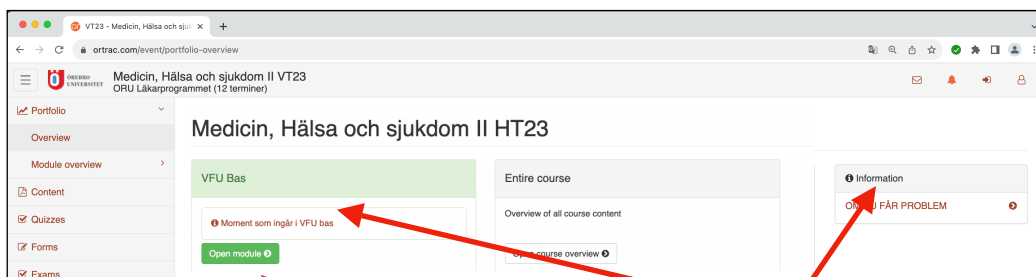 VT23 - Medicin, Hälsa och sjuk
ortrac.com/event/portfolio-overview
ÖREBRO
UNIVERSITET
Medicin, Hälsa och sjukdom II VT23
ORU Läkarprogrammet (12 terminer)
Portfolio
Overview
Module overview
Content
Quizzes
Forms
Exams
Medicin, Hälsa och sjukdom II HT23
VFU Bas
Moment som ingår i VFU bas
Open module
Entire course
Overview of all course content
course overview
Information
FÅR PROBLEM